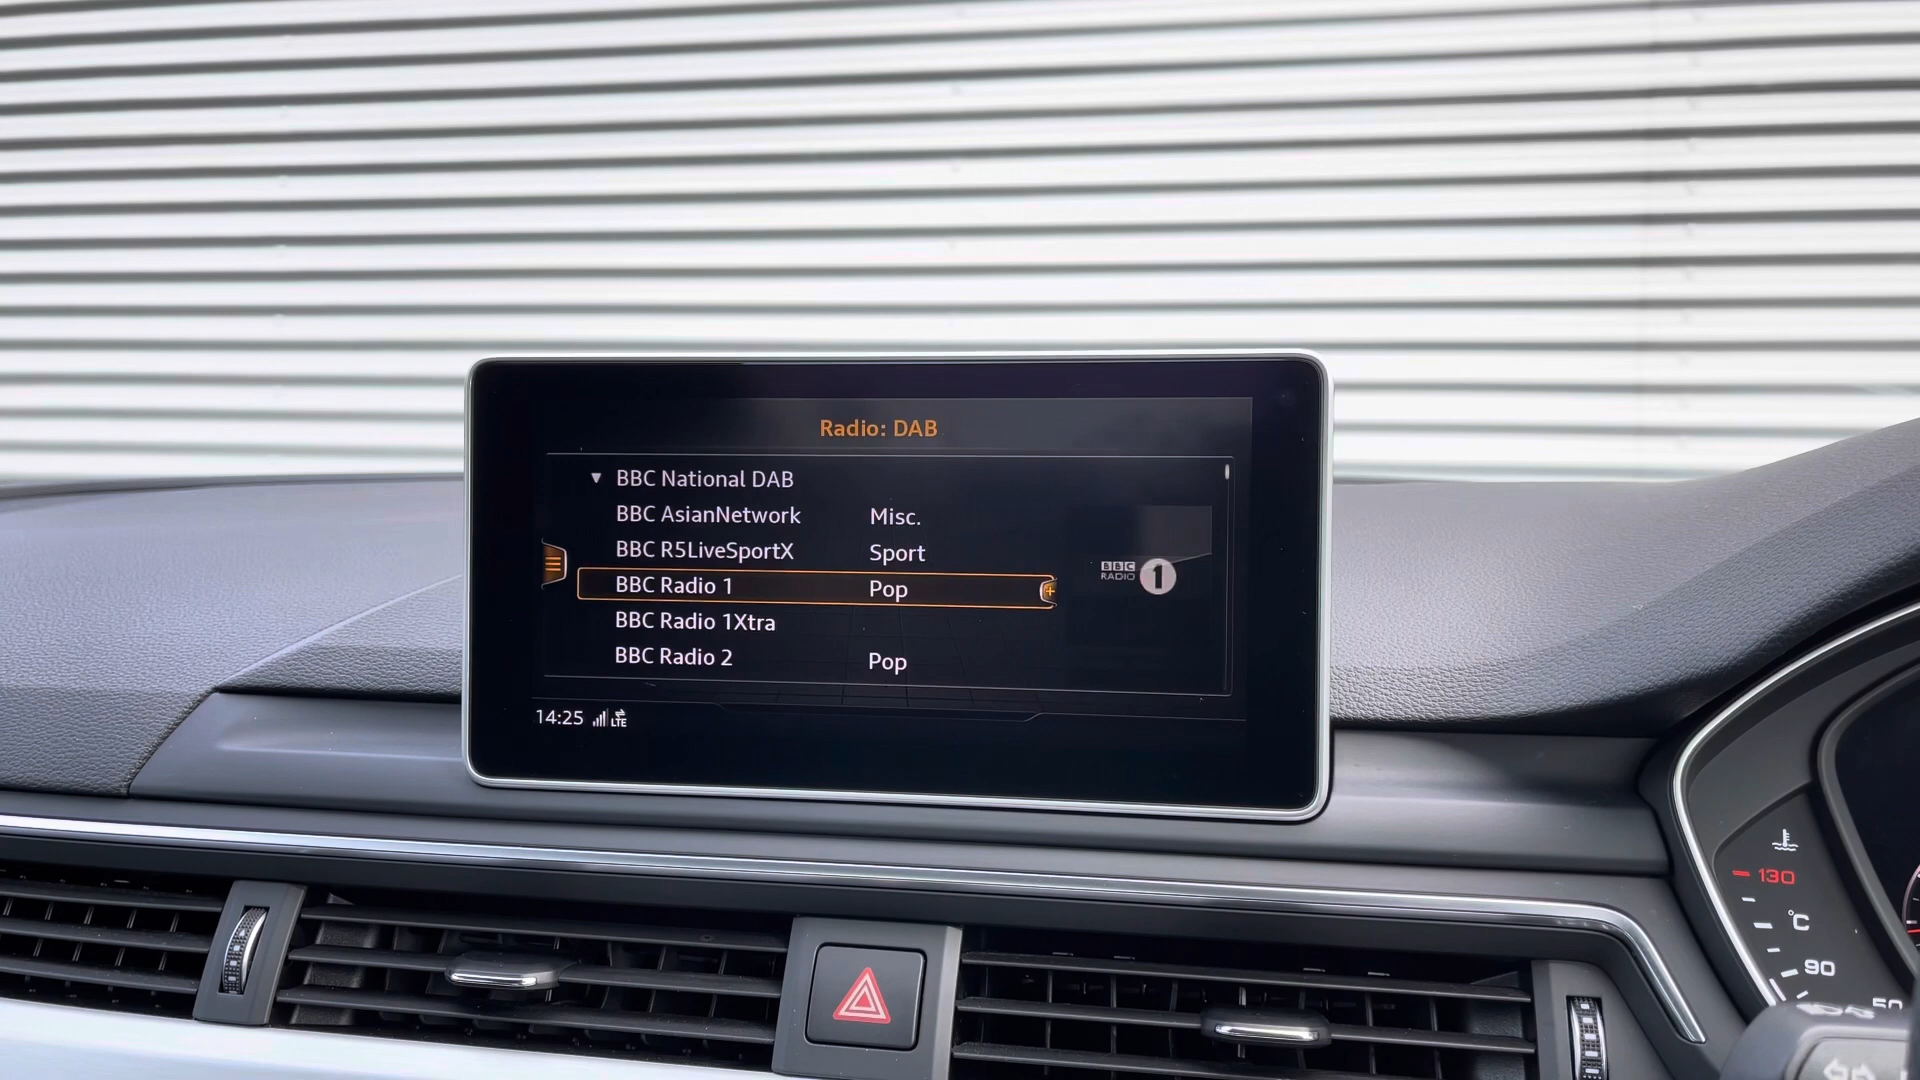 Radio: DAB
BBC National DAB
BBC AsianNetwork Misc.
BBC R5LiveSportX Sport
BBC Radio 1 Pop
BBC RADIO 1
BBC Radio 1Xtra
BBC Radio 2 Pop
14:25 LTE
130
°C
90
50